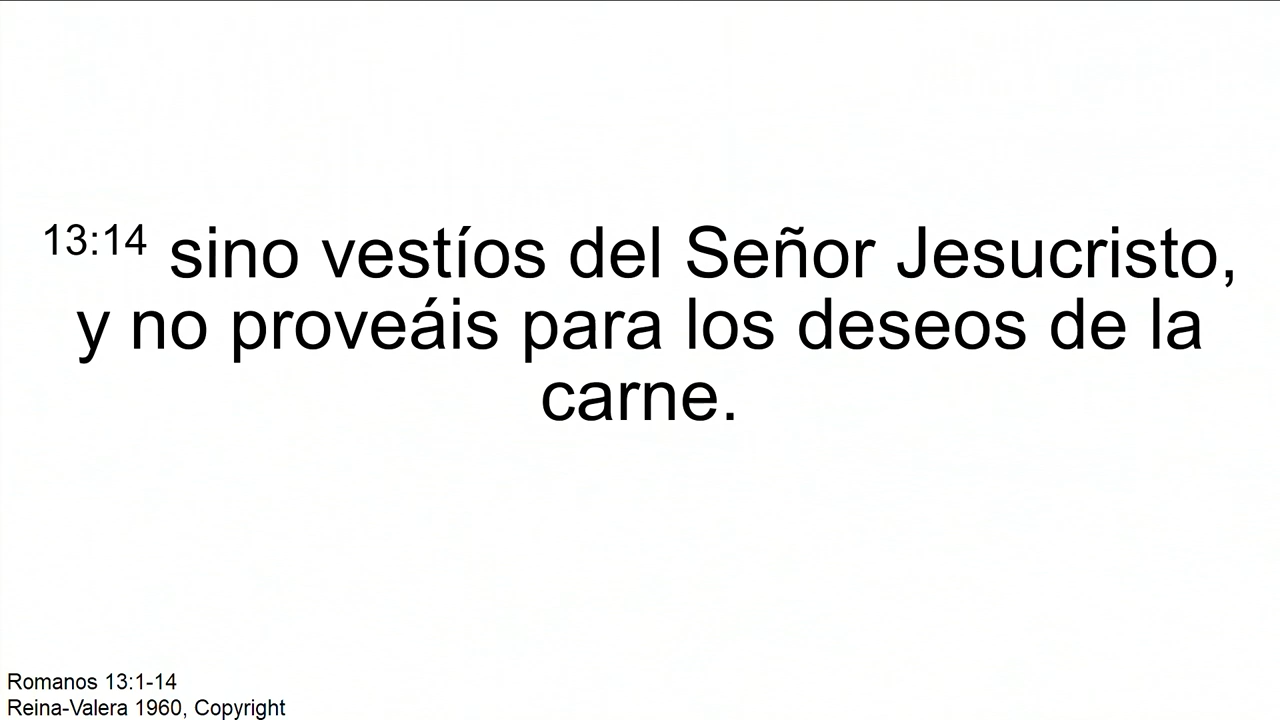 13:14 sino vestíos del Señor Jesucristo,
y no proveáis para los deseos de la
carne.
Romanos 13:1-14
Reina-Valera 1960, Copyright